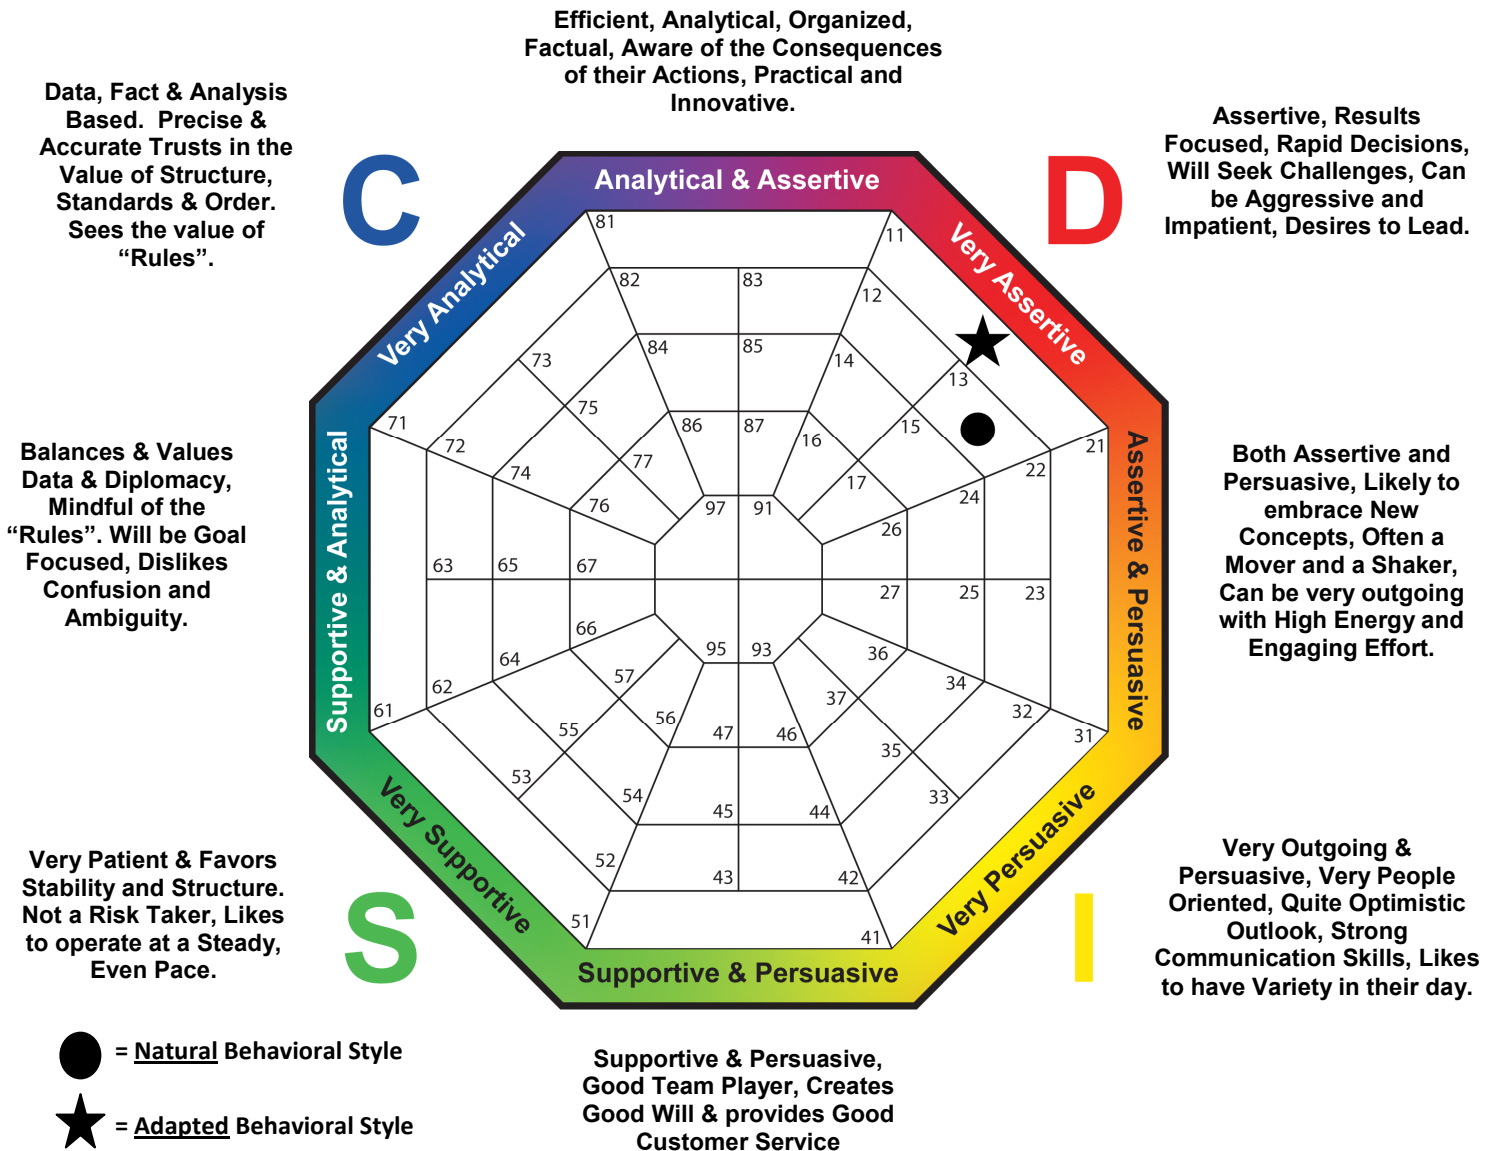 Efficient, Analytical, Organized,
Factual, Aware of the Consequences
of their Actions, Practical and
Innovative.
Data, Fact & Analysis
Based.  Precise &
Accurate Trusts in the
Value of Structure,
Standards & Order.
Sees the value of
“Rules”.
C
D
Assertive, Results
Focused, Rapid Decisions,
Will Seek Challenges, Can
be Aggressive and
Impatient, Desires to Lead.
Analytical & Assertive
Very Analytical
Very Assertive
81
11
82
83
12
84
85
14
73
13
75
86
87
16
15
71
72
74
77
17
24
22
21
76
97
91
26
63
65
67
27
25
23
66
64
62
61
95
93
36
34
32
31
57
56
47
46
37
35
33
55
53
54
45
44
52
43
42
51
41
Supportive & Analytical
Assertive & Persuasive
Balances & Values
Data & Diplomacy,
Mindful of the
“Rules”. Will be Goal
Focused, Dislikes
Confusion and
Ambiguity.
Both Assertive and
Persuasive, Likely to
embrace New
Concepts, Often a
Mover and a Shaker,
Can be very outgoing
with High Energy and
Engaging Effort.
Very Supportive
Very Persuasive
Supportive & Persuasive
Very Patient & Favors
Stability and Structure.
Not a Risk Taker, Likes
to operate at a Steady,
Even Pace.
S
I
Very Outgoing &
Persuasive, Very People
Oriented, Quite Optimistic
Outlook, Strong
Communication Skills, Likes
to have Variety in their day.
= Natural Behavioral Style
= Adapted Behavioral Style
Supportive & Persuasive,
Good Team Player, Creates
Good Will & provides Good
Customer Service